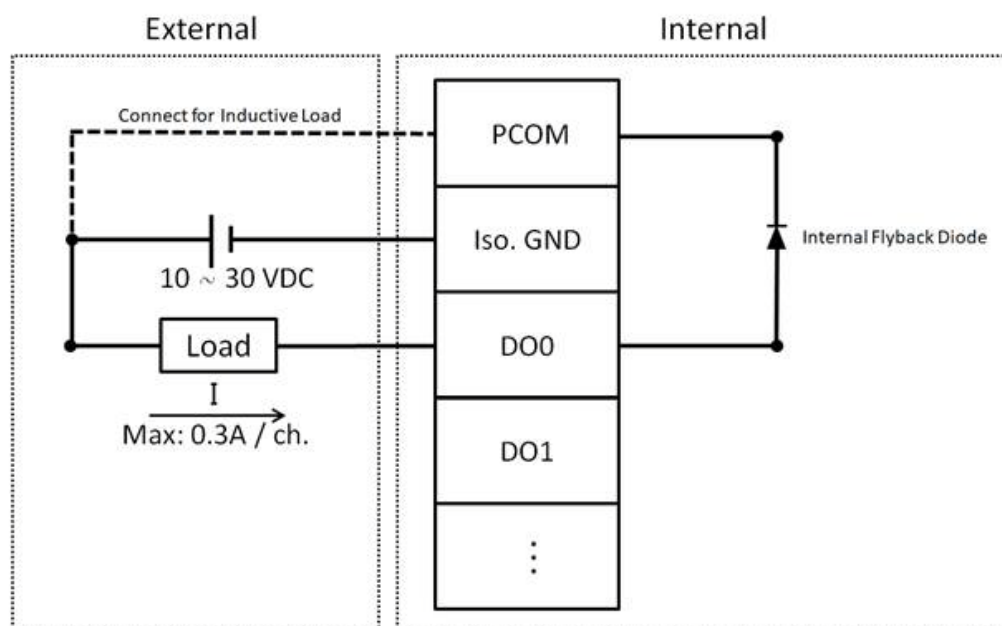 External
Internal
Connect for Inductive Load
PCOM
Iso. GND
Internal Flyback Diode
10 ~ 30 VDC
Load
DO0
I
Max: 0.3A / ch.
DO1
⋮